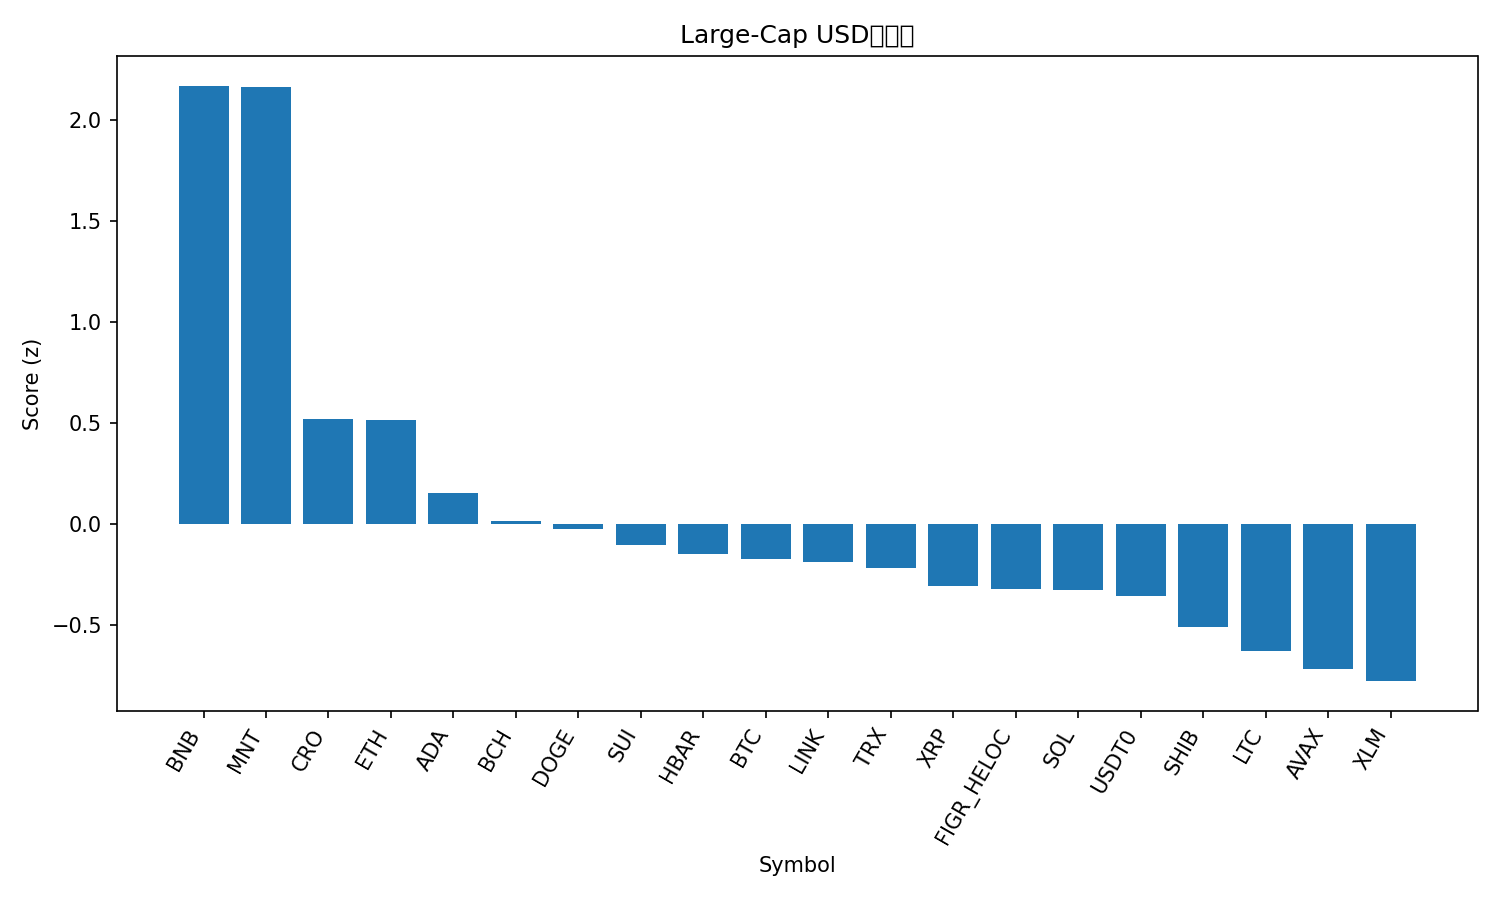 Large-Cap USD
Score (z)
2.0
1.5
1.0
0.5
0.0
−0.5
BNB
MNT
CRO
ETH
ADA
BCH
DOGE
SUI
HBAR
BTC
LINK
TRX
XRP
FIGR_HELOC
SOL
USDT0
SHIB
LTC
AVAX
XLM
Symbol